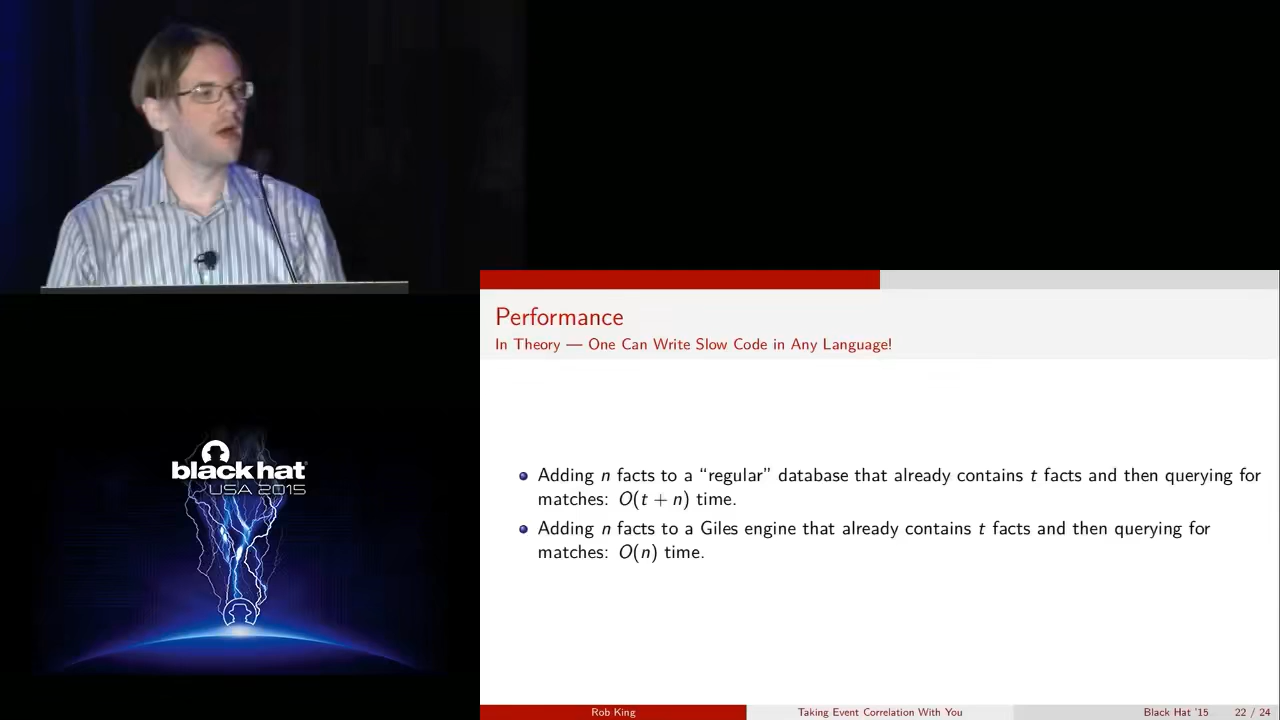 Performance
In Theory — One Can Write Slow Code in Any Language!
Adding n facts to a “regular” database that already contains t facts and then querying for
matches: O(t + n) time.
Adding n facts to a Giles engine that already contains t facts and then querying for
matches: O(n) time.
black hat
USA 2015
Rob King
Taking Event Correlation With You
Black Hat '15
22 / 24